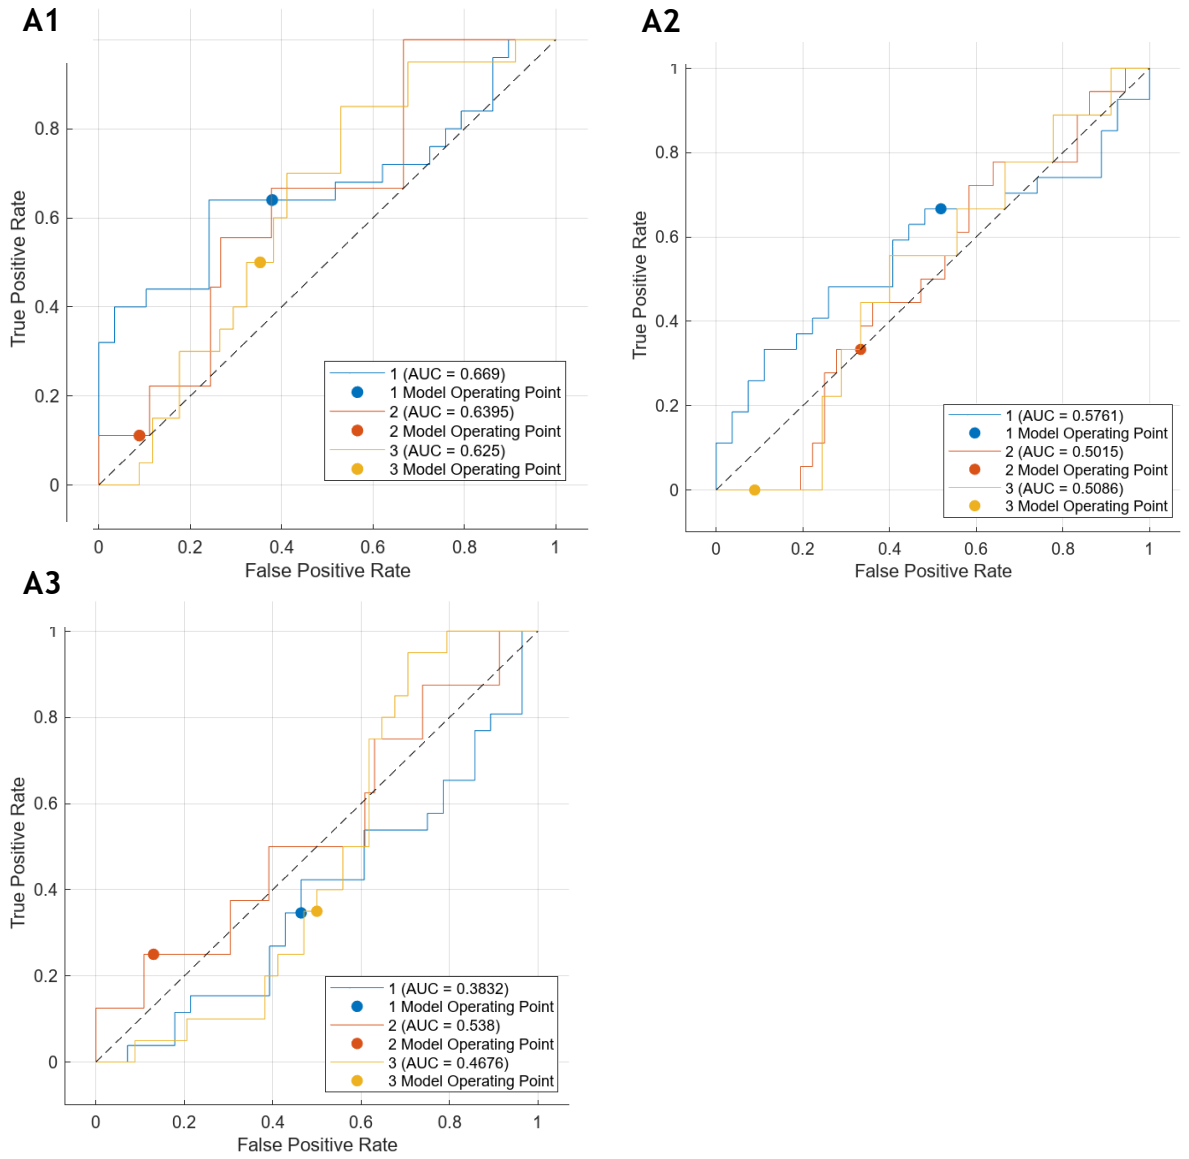 A1
0.8
0.6
0.4
0.2
0
True Positive Rate
1 (AUC = 0.669)
1 Model Operating Point
2 (AUC = 0.6395)
2 Model Operating Point
3 (AUC = 0.625)
3 Model Operating Point
0 0.2 0.4 0.6 0.8 1
False Positive Rate
A2
1
0.8
0.6
0.4
0.2
0
True Positive Rate
1 (AUC = 0.5761)
1 Model Operating Point
2 (AUC = 0.5015)
2 Model Operating Point
3 (AUC = 0.5086)
3 Model Operating Point
0 0.2 0.4 0.6 0.8 1
False Positive Rate
A3
1
0.8
0.6
0.4
0.2
0
True Positive Rate
1 (AUC = 0.3832)
1 Model Operating Point
2 (AUC = 0.538)
2 Model Operating Point
3 (AUC = 0.4676)
3 Model Operating Point
0 0.2 0.4 0.6 0.8 1
False Positive Rate